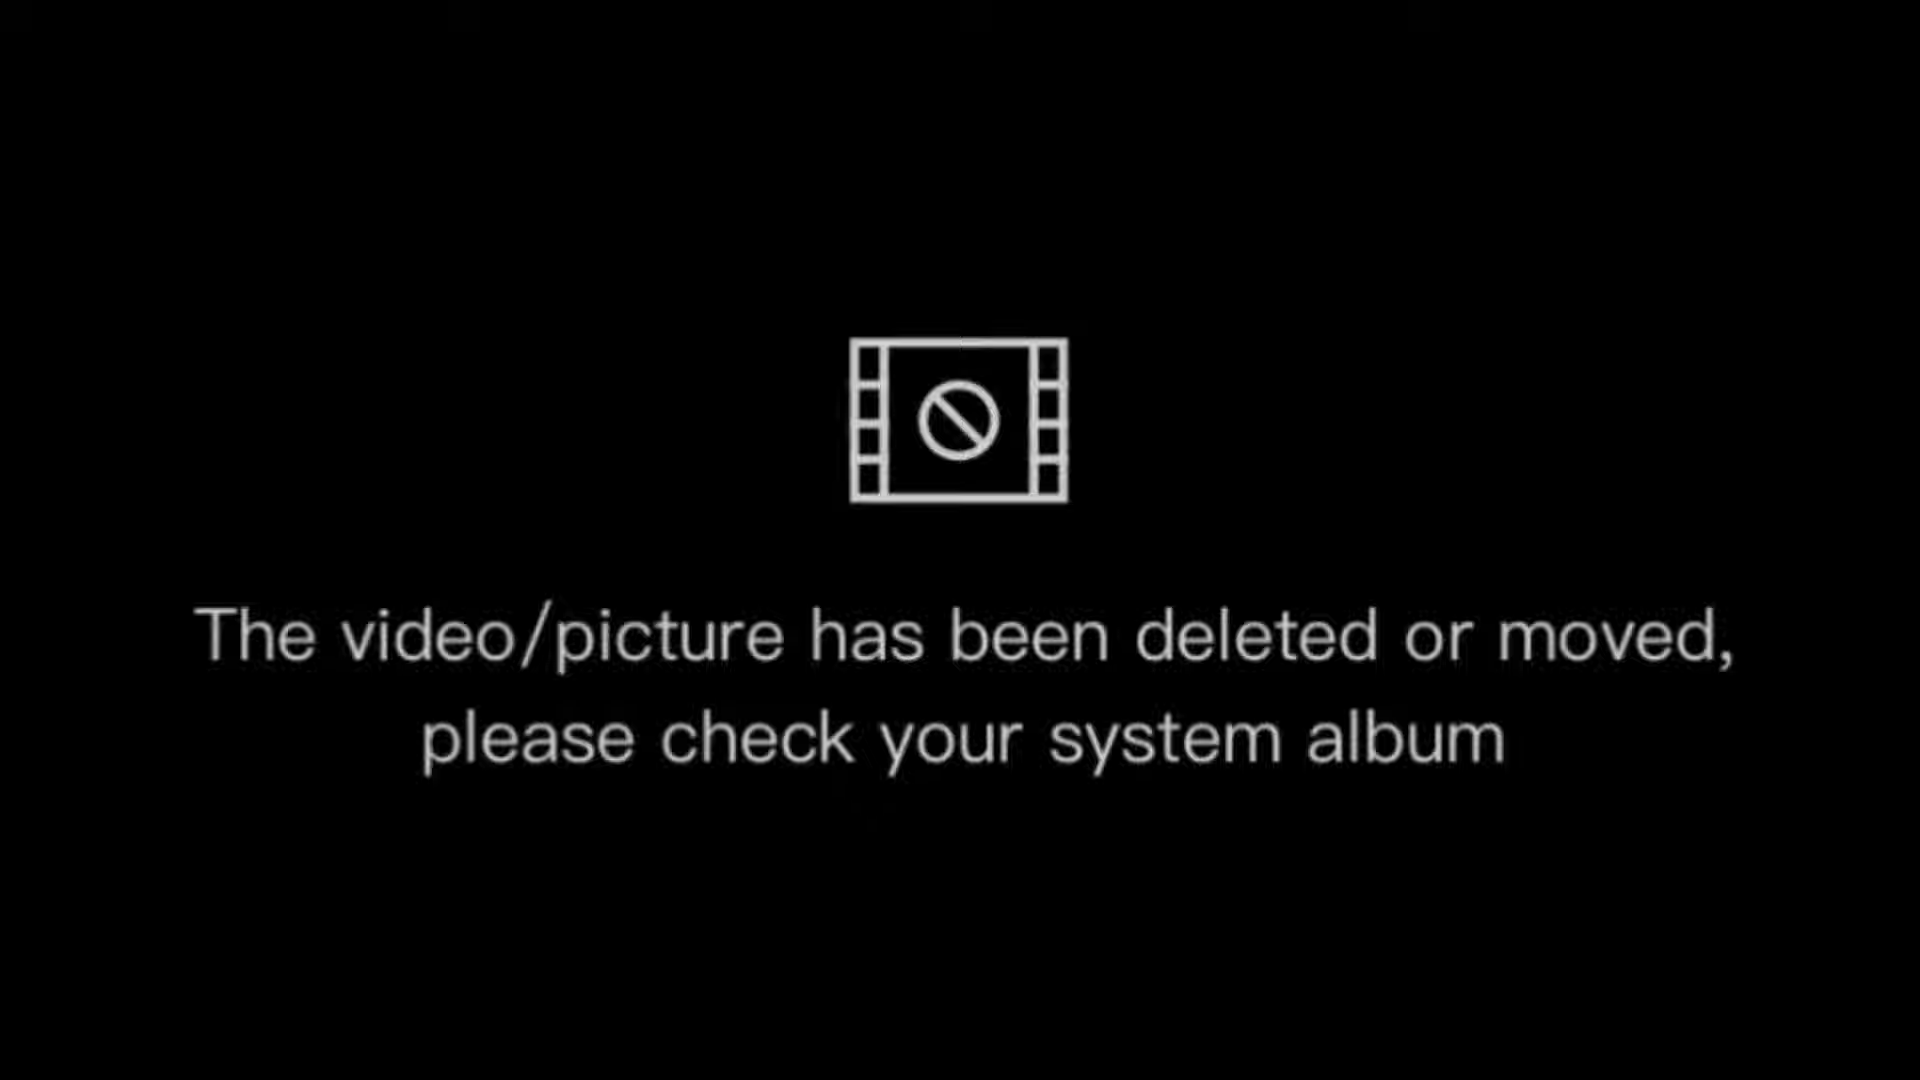 The video/picture has been deleted or moved,
please check your system album